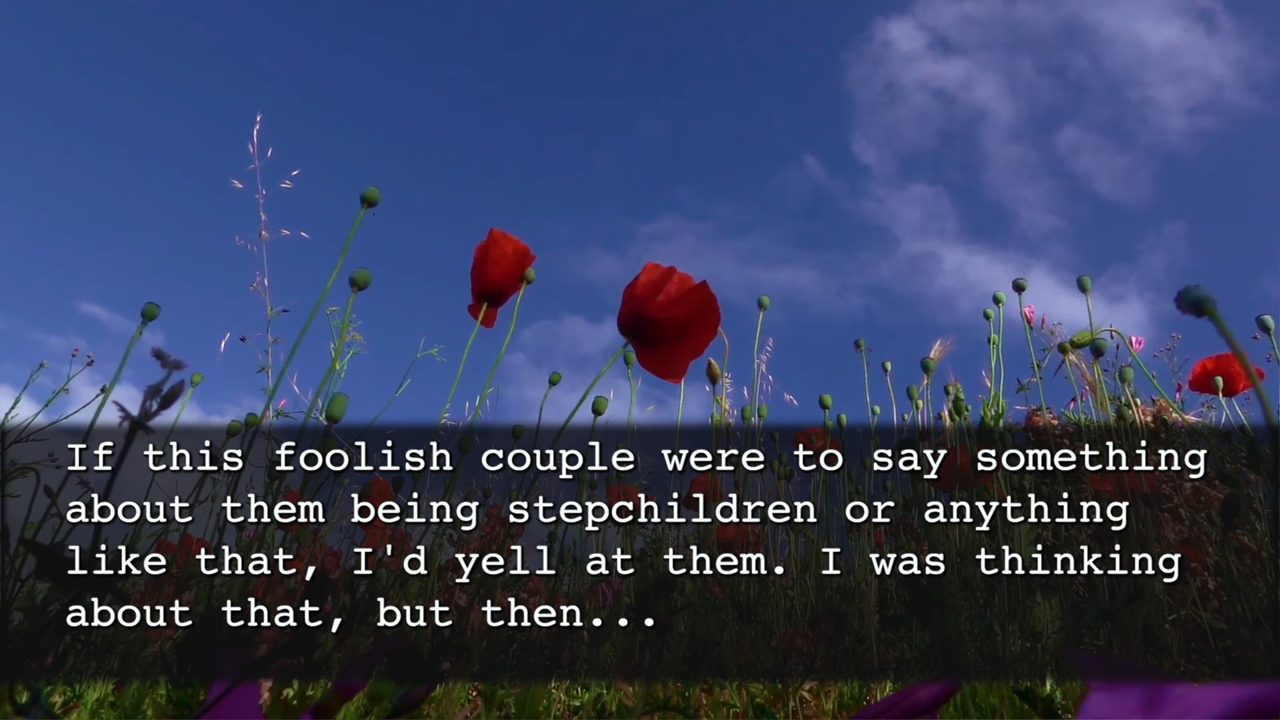 If this foolish couple were to say something
about them being stepchildren or anything
like that, I'd yell at them. I was thinking
about that, but then...